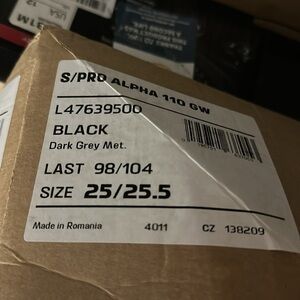 S/PRO ALPHA 110 GW
L47639500
BLACK
Dark Grey Met.
LAST 98/104
SIZE 25/25.5
Made in Romania 4011 CZ 138209